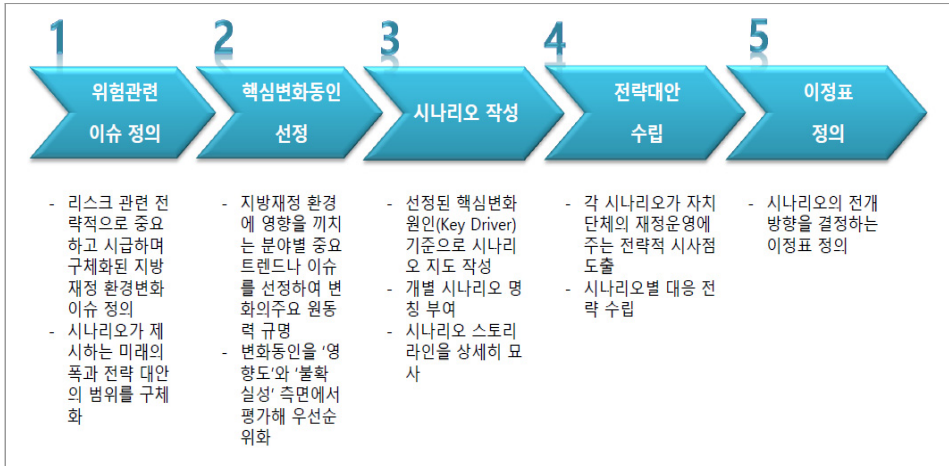 1
위험관련
이슈 정의
- 리스크 관련 전
략적으로 중요
하고 시급하며
구체화된 지방
재정 환경변화
이슈 정의
- 시나리오가 제
시하는 미래의
폭과 전략 대안
의 범위를 구체
화
2
핵심변화동인
선정
- 지방재정 환경
에 영향을 끼치
는 분야별 중요
트렌드나 이슈
를 선정하여 변
화의주요 원동
력 규명
- 변화동인을 ‘영
향도’와 ‘불확
실성’ 측면에서
평가해 우선순
위화
3
시나리오 작성
- 선정된 핵심변화
원인(Key Driver)
기준으로 시나리
오 지도 작성
- 개별 시나리오 명
칭 부여
- 시나리오 스토리
라인을 상세히 묘
사
4
전략대안
수립
- 각 시나리오가 자치
단체의 재정운영에
주는 전략적 시사점
도출
- 시나리오별 대응 전
략 수립
5
이정표
정의
- 시나리오의 전개
방향을 결정하는
이정표 정의